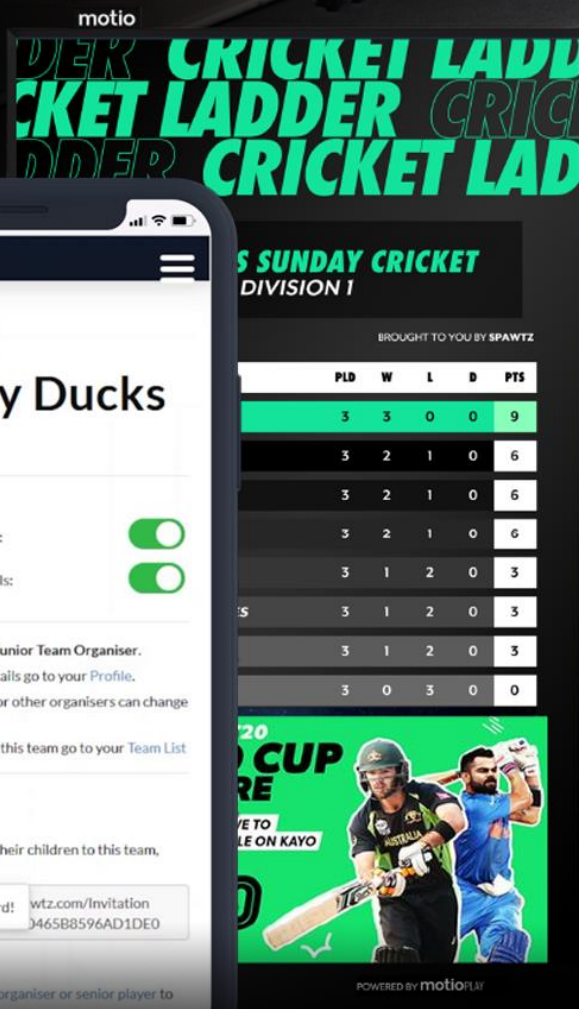 motio
DER CRICKET LADD
CKET LADDER CRIC
DDER CRICKET LAD
S SUNDAY CRICKET
DIVISION 1
BROUGHT TO YOU BY SPAWTZ
PLD W L D PTS
3 3 0 0 9
3 2 1 0 6
3 2 1 0 6
3 2 1 0 6
3 1 2 0 3
ES 3 1 2 0 3
3 1 2 0 3
3 0 3 0 0
y Ducks
:
ls:
unior Team Organiser.
ails go to your Profile.
or other organisers can change
this team go to your Team List
heir children to this team,
rd! wtz.com/Invitation
0465B8596AD1DE0
organiser or senior player to
T20
CUP
RE
VE TO
LE ON KAYO
AUSTRALIA
POWERED BY motioPLAY